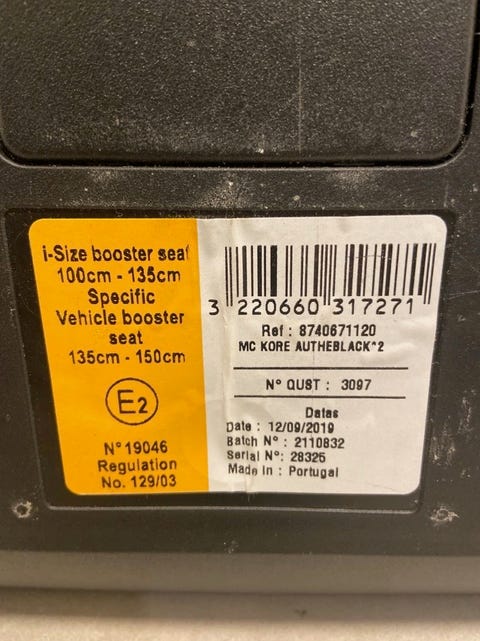 i-Size booster seat
100cm - 135cm
Specific
Vehicle booster
seat
135cm - 150cm
E2
N° 19046
Regulation
No. 129/03
3 220660 317271
Ref : 8740671120
MC KORE AUTHEBLACK*2
N° QUST : 3097
Datas
Date : 12/09/2019
Batch N° : 2110832
Serial N°: 28325
Made in : Portugal